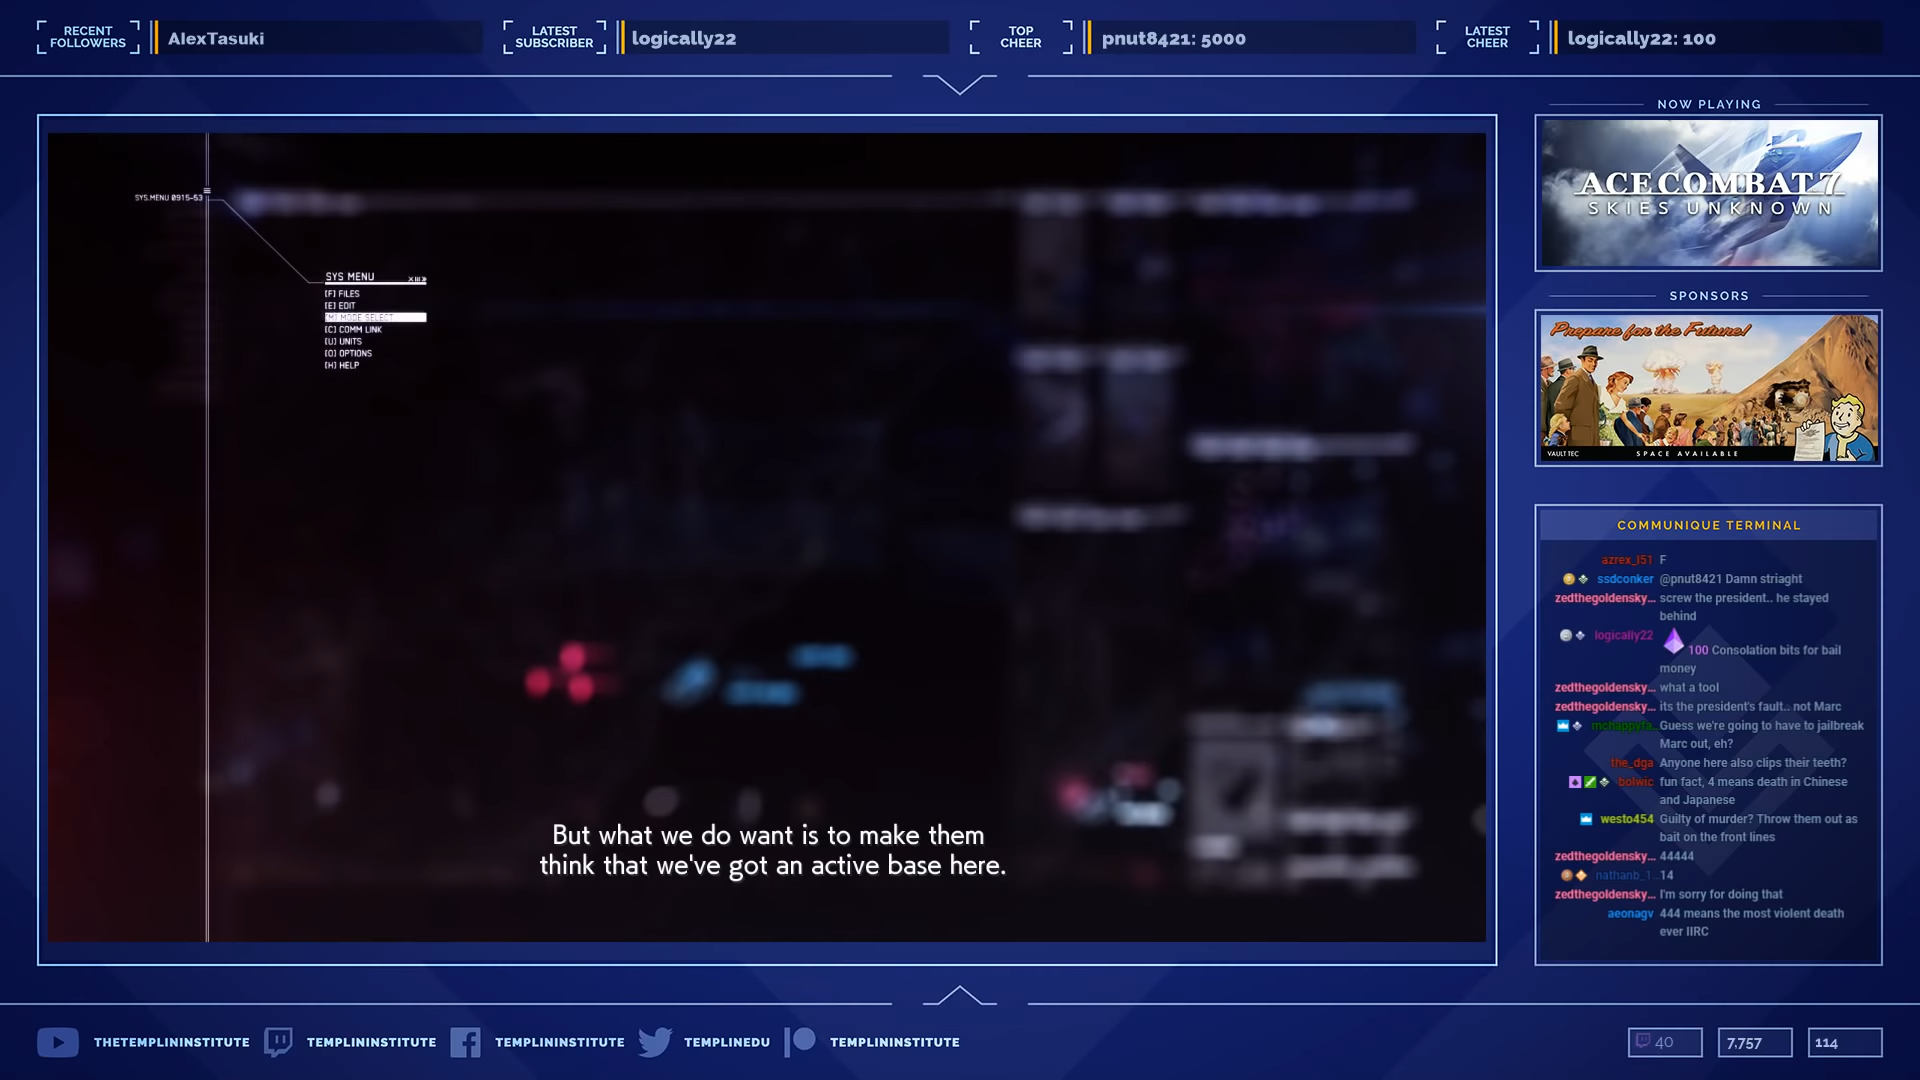 RECENT FOLLOWERS
AlexTasuki
LATEST SUBSCRIBER
logically22
TOP CHEER
pnut8421: 5000
LATEST CHEER
logically22: 100
SYS.MENU 0915-53
SYS MENU
[F] FILES
[E] EDIT
[M] MODE SELECT
[C] COMM LINK
[U] UNITS
[O] OPTIONS
[H] HELP
But what we do want is to make them
think that we've got an active base here.
NOW PLAYING
ACE COMBAT 7
SKIES UNKNOWN
SPONSORS
Prepare for the Future!
VAULT TEC SPACE AVAILABLE
COMMUNIQUE TERMINAL
azrex_151 F
ssdconker @pnut8421 Damn striaght
zedthegoldensky... screw the president.. he stayed
behind
logically22 100 Consolation bits for bail
money
zedthegoldensky... what a tool
zedthegoldensky... its the president's fault.. not Marc
mchappyfa... Guess we're going to have to jailbreak
Marc out, eh?
the_dga Anyone here also clips their teeth?
bolwic fun fact, 4 means death in Chinese
and Japanese
westo454 Guilty of murder? Throw them out as
bait on the front lines
zedthegoldensky... 44444
nathanb_1... 14
zedthegoldensky... I'm sorry for doing that
aeonagv 444 means the most violent death
ever IIRC
THETEMPLININSTITUTE
TEMPLININSTITUTE
TEMPLININSTITUTE
TEMPLINEDU
TEMPLININSTITUTE
40
7,757
114